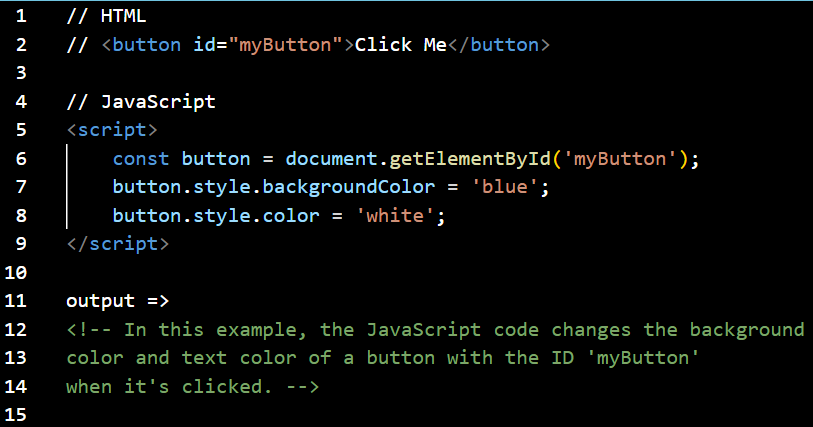 1 // HTML
2 // <button id="myButton">Click Me</button>
3
4 // JavaScript
5 <script>
6     const button = document.getElementById('myButton');
7     button.style.backgroundColor = 'blue';
8     button.style.color = 'white';
9 </script>
10
11 output =>
12 <!-- In this example, the JavaScript code changes the background
13 color and text color of a button with the ID 'myButton'
14 when it's clicked. -->
15